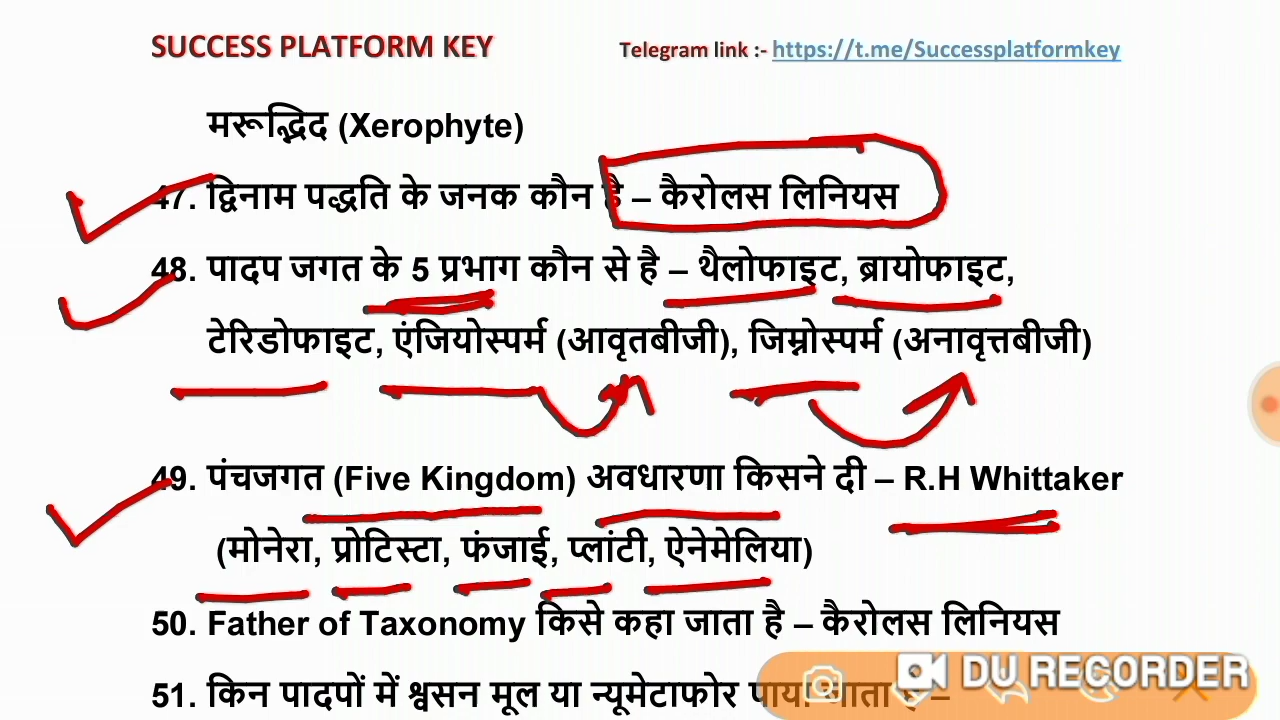 SUCCESS PLATFORM KEY Telegram link :- https://t.me/Successplatformkey
मरूद्भिद (Xerophyte)
47. द्विनाम पद्धति के जनक कौन है – कैरोलस लिनियस
48. पादप जगत के 5 प्रभाग कौन से है – थैलोफाइट, ब्रायोफाइट,
टेरिडोफाइट, एंजियोस्पर्म (आवृतबीजी), जिम्नोस्पर्म (अनावृत्तबीजी)
49. पंचजगत (Five Kingdom) अवधारणा किसने दी – R.H Whittaker
(मोनेरा, प्रोटिस्टा, फंजाई, प्लांटी, ऐनेमेलिया)
50. Father of Taxonomy किसे कहा जाता है – कैरोलस लिनियस
51. किन पादपों में श्वसन मूल या न्यूमेटाफोर पाया जाता है –
DU RECORDER